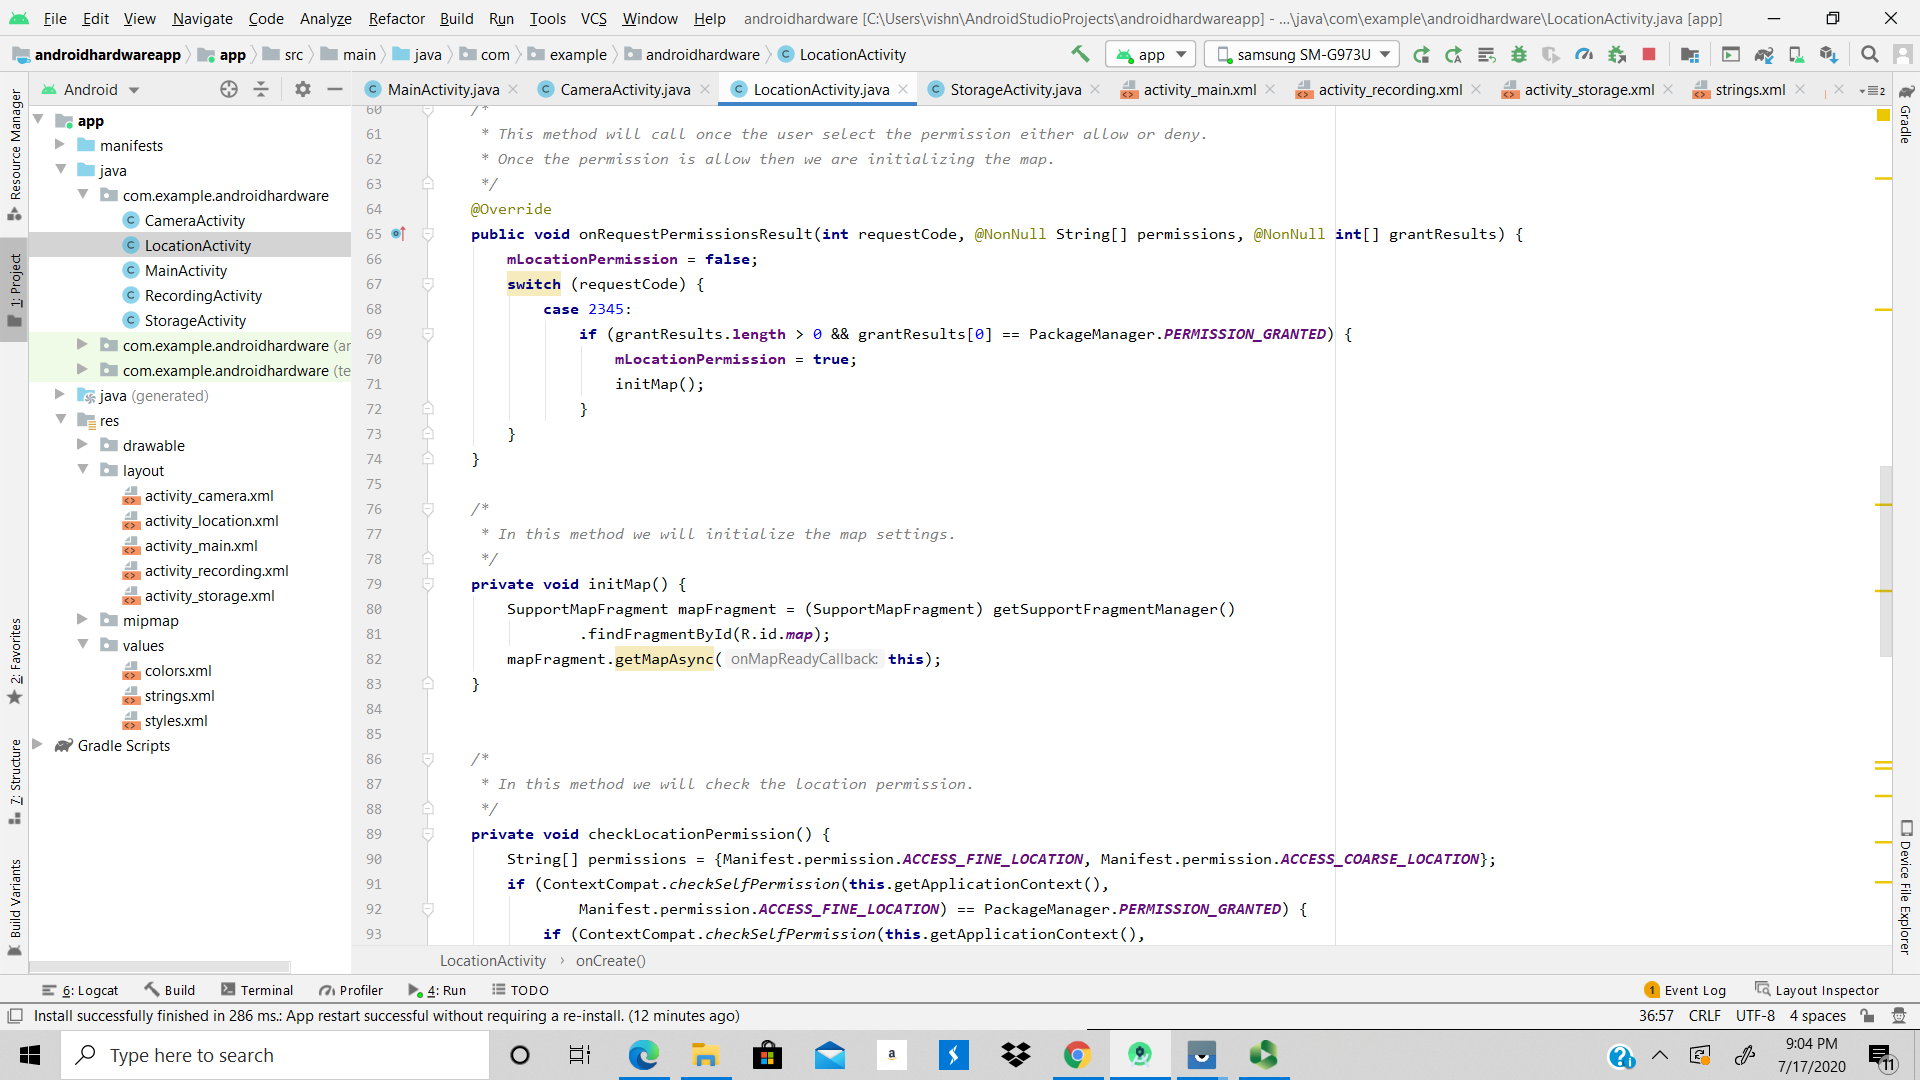 File Edit View Navigate Code Analyze Refactor Build Run Tools VCS Window Help androidhardware [C:\Users\vishn\AndroidStudioProjects\androidhardwareapp] - ...\java\com\example\androidhardware\LocationActivity.java [app]
androidhardwareapp app src main java com example androidhardware LocationActivity app samsung SM-G973U
Android MainActivity.java CameraActivity.java LocationActivity.java StorageActivity.java activity_main.xml activity_recording.xml activity_storage.xml strings.xml 2
Resource Manager
1: Project
2: Favorites
7: Structure
Build Variants
app
manifests
java
com.example.androidhardware
CameraActivity
LocationActivity
MainActivity
RecordingActivity
StorageActivity
com.example.androidhardware (ar
com.example.androidhardware (te
java (generated)
res
drawable
layout
activity_camera.xml
activity_location.xml
activity_main.xml
activity_recording.xml
activity_storage.xml
mipmap
values
colors.xml
strings.xml
styles.xml
Gradle Scripts
60 /*
61 * This method will call once the user select the permission either allow or deny.
62 * Once the permission is allow then we are initializing the map.
63 */
64 @Override
65 public void onRequestPermissionsResult(int requestCode, @NonNull String[] permissions, @NonNull int[] grantResults) {
66 mLocationPermission = false;
67 switch (requestCode) {
68 case 2345:
69 if (grantResults.length > 0 && grantResults[0] == PackageManager.PERMISSION_GRANTED) {
70 mLocationPermission = true;
71 initMap();
72 }
73 }
74 }
75
76 /*
77 * In this method we will initialize the map settings.
78 */
79 private void initMap() {
80 SupportMapFragment mapFragment = (SupportMapFragment) getSupportFragmentManager()
81 .findFragmentById(R.id.map);
82 mapFragment.getMapAsync( onMapReadyCallback: this);
83 }
84
85
86 /*
87 * In this method we will check the location permission.
88 */
89 private void checkLocationPermission() {
90 String[] permissions = {Manifest.permission.ACCESS_FINE_LOCATION, Manifest.permission.ACCESS_COARSE_LOCATION};
91 if (ContextCompat.checkSelfPermission(this.getApplicationContext(),
92 Manifest.permission.ACCESS_FINE_LOCATION) == PackageManager.PERMISSION_GRANTED) {
93 if (ContextCompat.checkSelfPermission(this.getApplicationContext(),
Gradle
Device File Explorer
LocationActivity › onCreate()
6: Logcat Build Terminal Profiler 4: Run TODO 1 Event Log Layout Inspector
Install successfully finished in 286 ms.: App restart successful without requiring a re-install. (12 minutes ago) 36:57 CRLF UTF-8 4 spaces
Type here to search a 9:04 PM
7/17/2020 11